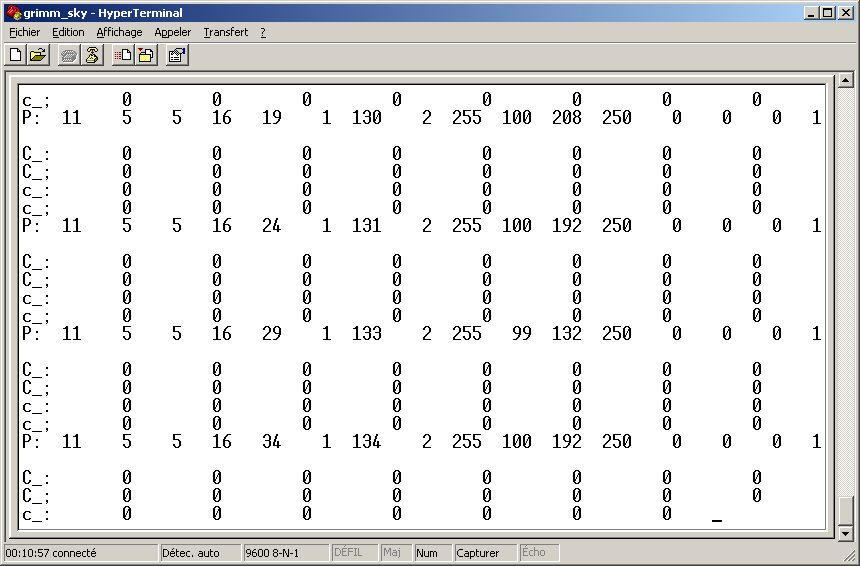 grimm_sky - HyperTerminal
Fichier Edition Affichage Appeler Transfert ?
c_; 0 0 0 0 0 0 0 0
P: 11 5 5 16 19 1 130 2 255 100 208 250 0 0 0 1
C_: 0 0 0 0 0 0 0 0
C_; 0 0 0 0 0 0 0 0
c_: 0 0 0 0 0 0 0 0
c_; 0 0 0 0 0 0 0 0
P: 11 5 5 16 24 1 131 2 255 100 192 250 0 0 0 1
C_: 0 0 0 0 0 0 0 0
C_; 0 0 0 0 0 0 0 0
c_: 0 0 0 0 0 0 0 0
c_; 0 0 0 0 0 0 0 0
P: 11 5 5 16 29 1 133 2 255 99 132 250 0 0 0 1
C_: 0 0 0 0 0 0 0 0
C_; 0 0 0 0 0 0 0 0
c_: 0 0 0 0 0 0 0 0
c_; 0 0 0 0 0 0 0 0
P: 11 5 5 16 34 1 134 2 255 100 192 250 0 0 0 1
C_: 0 0 0 0 0 0 0 0
C_; 0 0 0 0 0 0 0 0
c_: 0 0 0 0 0 0 0 _
00:10:57 connecté Détec. auto 9600 8-N-1 DÉFIL Maj Num Capturer Écho